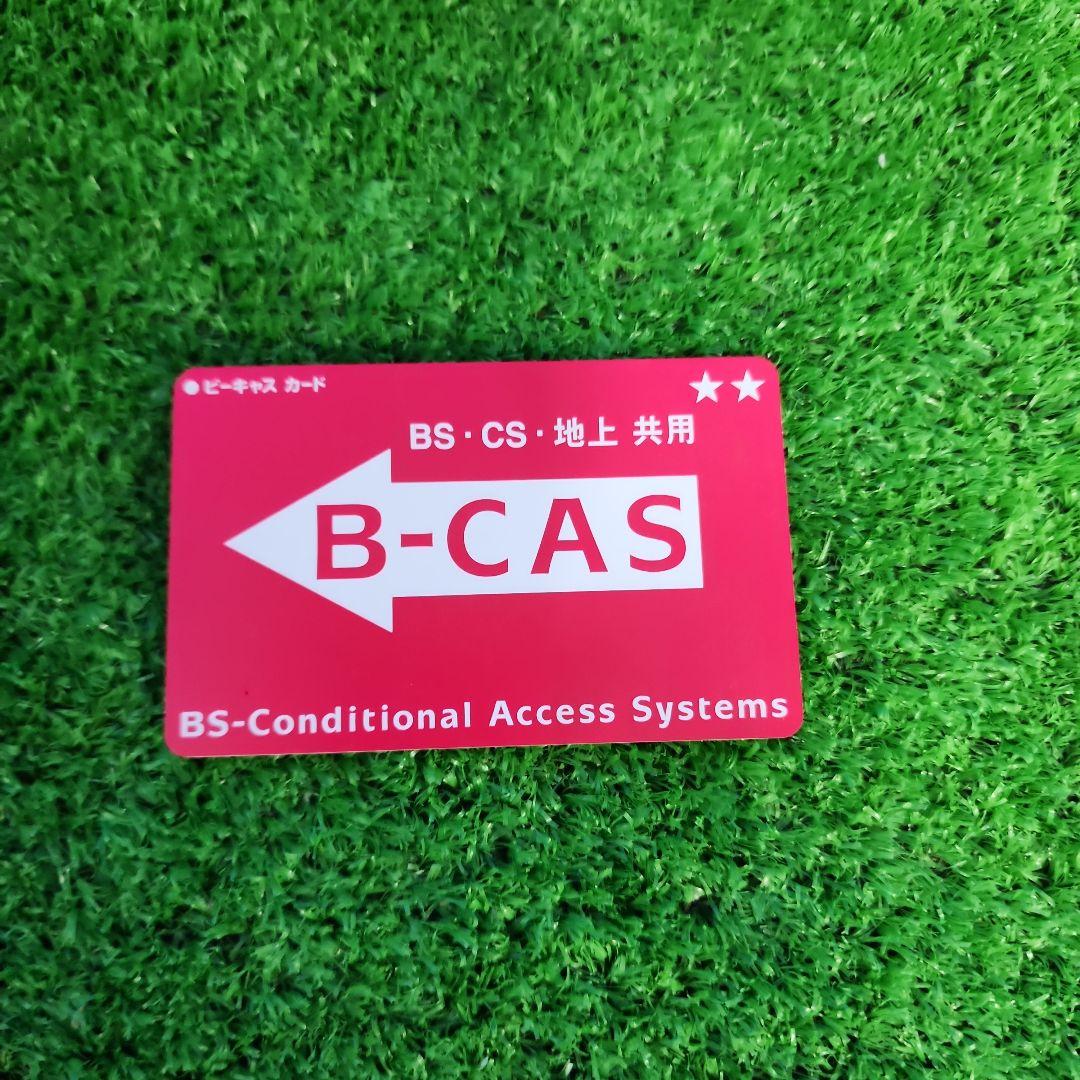 ●ビーキャス カード
★★
BS・CS・地上 共用
B-CAS
BS-Conditional Access Systems